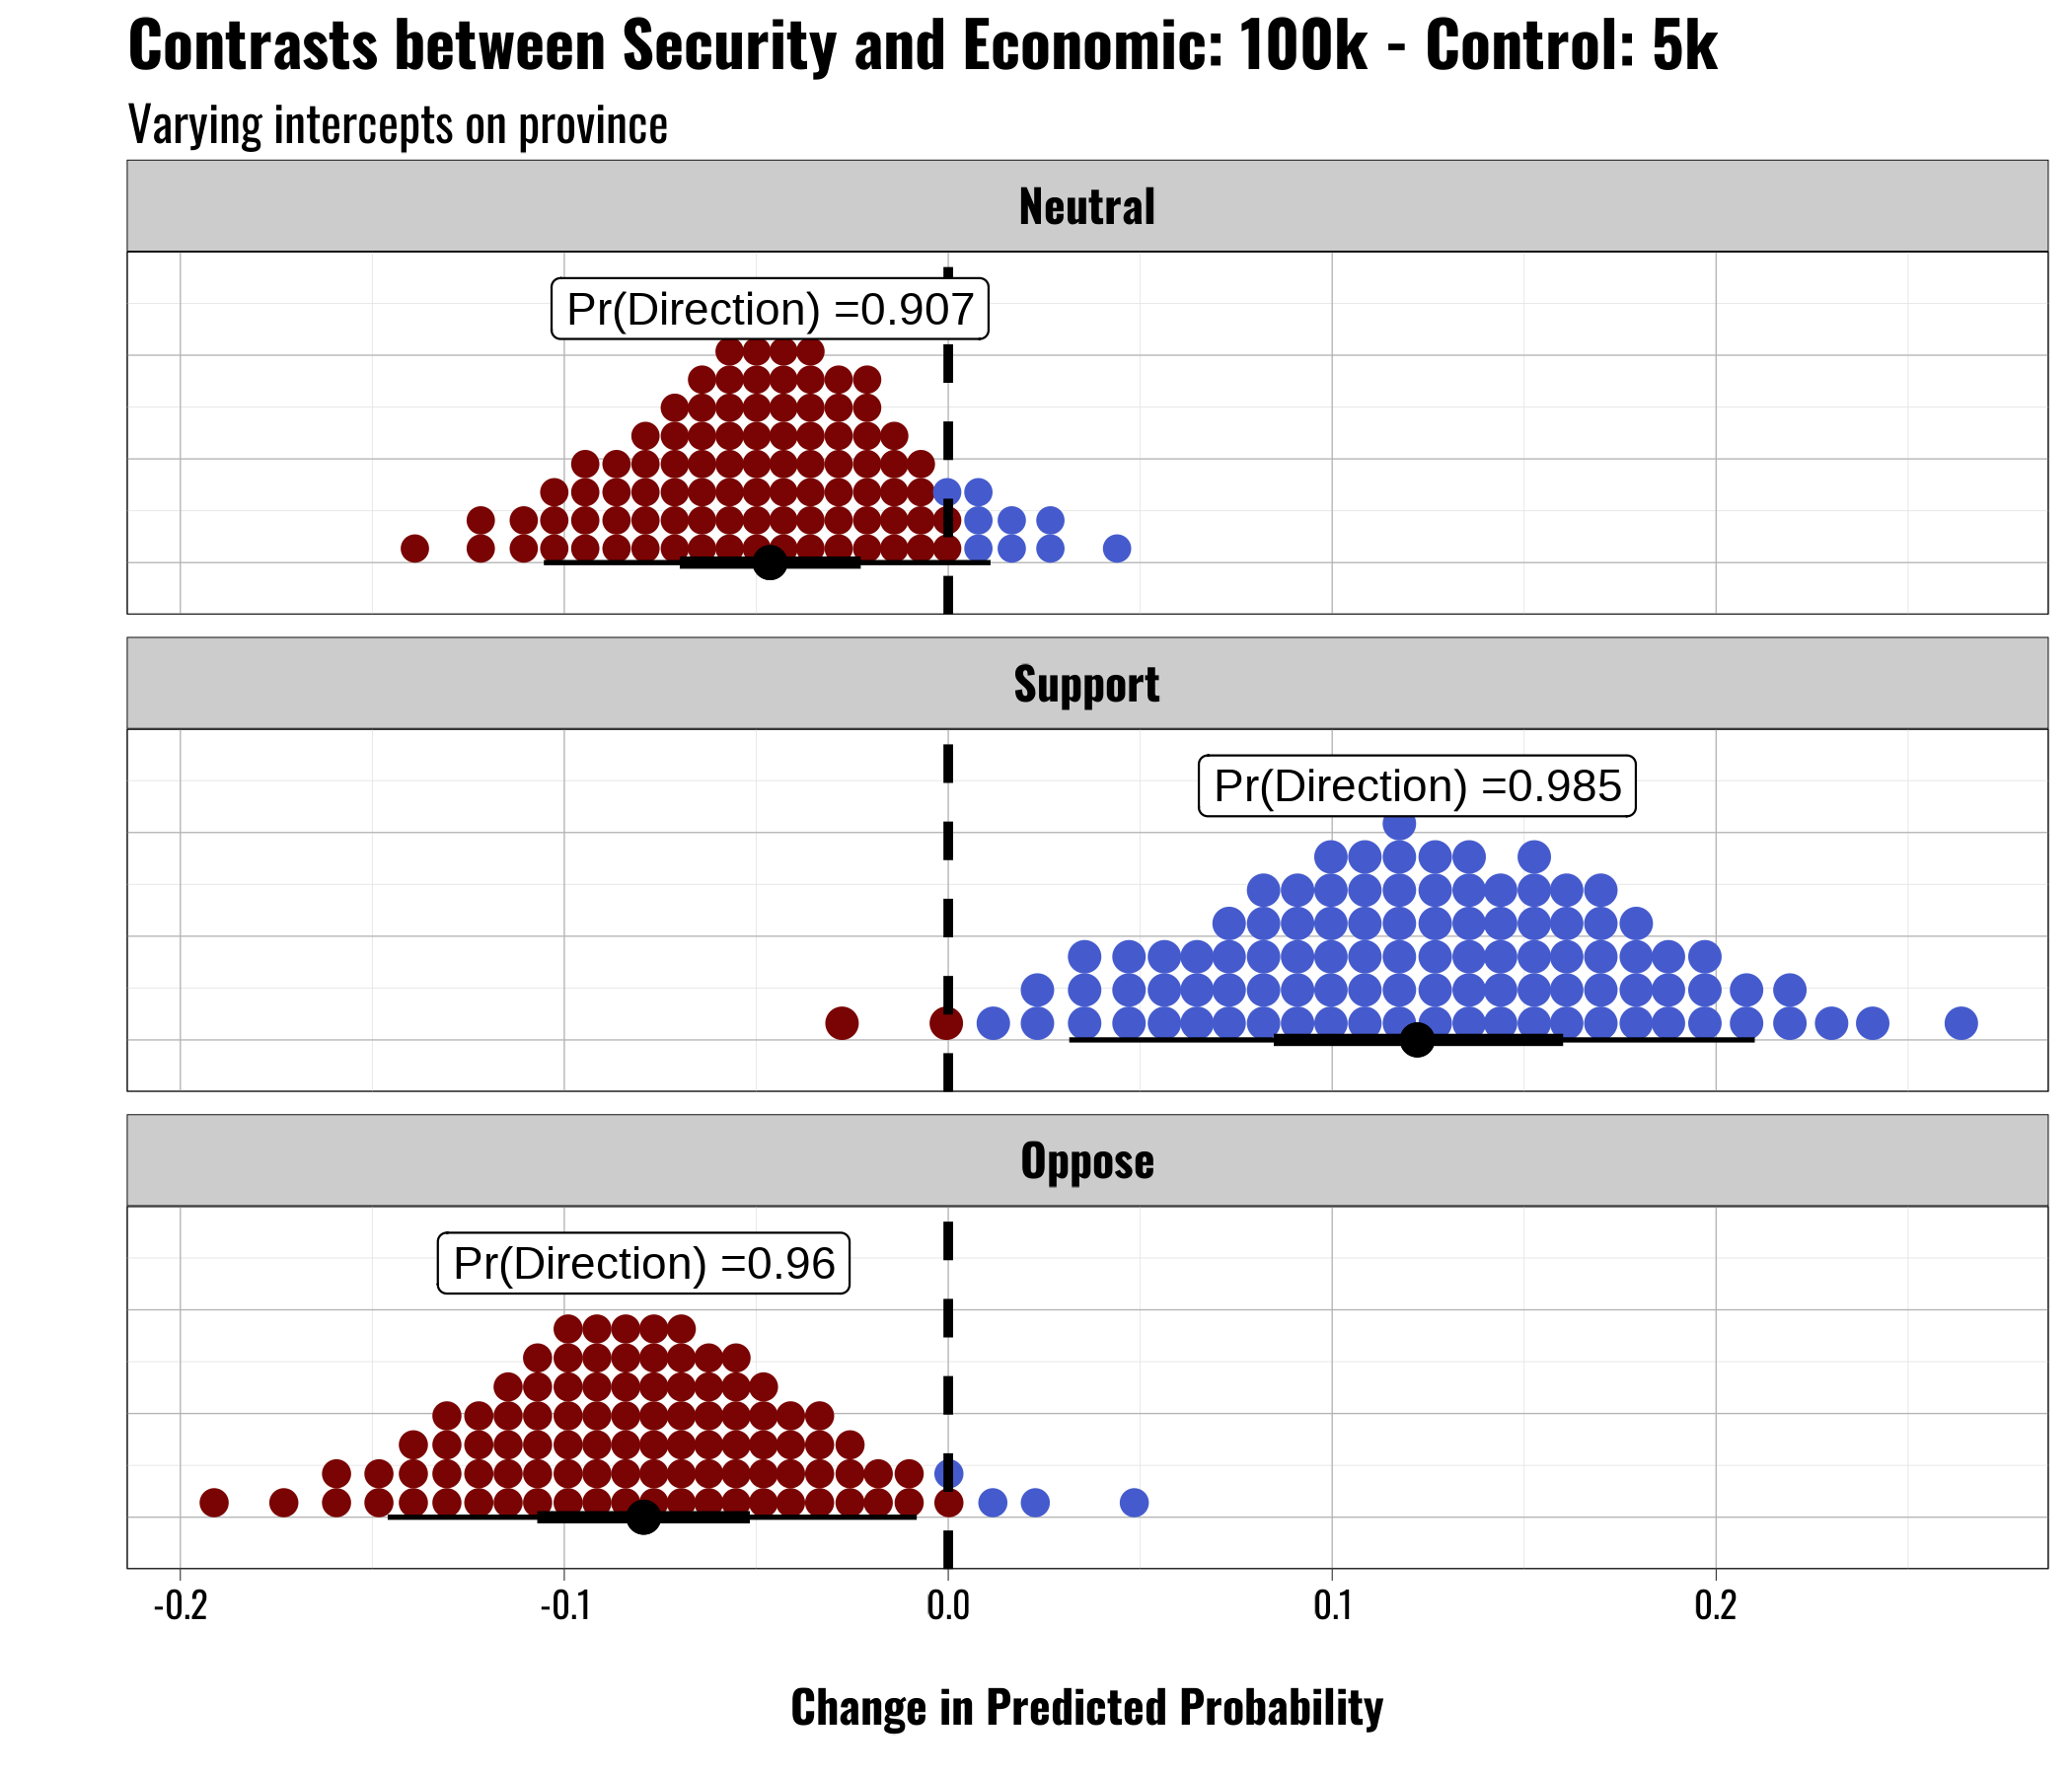 Contrasts between Security and Economic: 100k - Control: 5k
Varying intercepts on province
Neutral
Pr(Direction) =0.907
Support
Pr(Direction) =0.985
Oppose
Pr(Direction) =0.96
-0.2 -0.1 0.0 0.1 0.2
Change in Predicted Probability